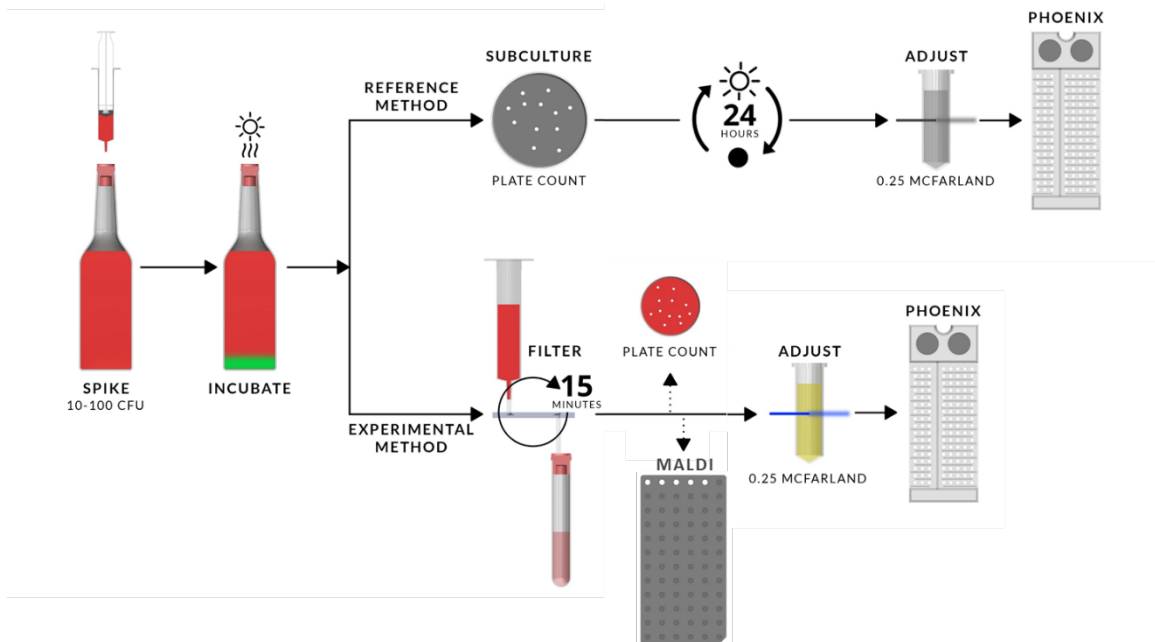 PHOENIX
SUBCULTURE
ADJUST
REFERENCE
METHOD
24
HOURS
PLATE COUNT
0.25 MCFARLAND
SPIKE
10-100 CFU
INCUBATE
FILTER
15
MINUTES
EXPERIMENTAL
METHOD
PLATE COUNT
MALDI
ADJUST
0.25 MCFARLAND
PHOENIX